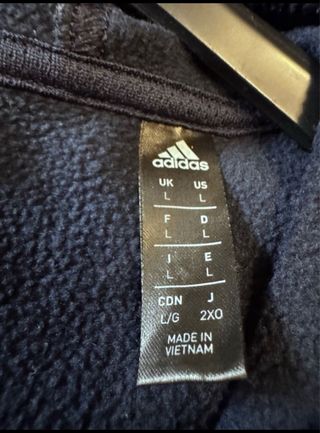 adidas
UK US
L L
F D
L L
I E
L L
CDN J
L/G 2XO
MADE IN
VIETNAM